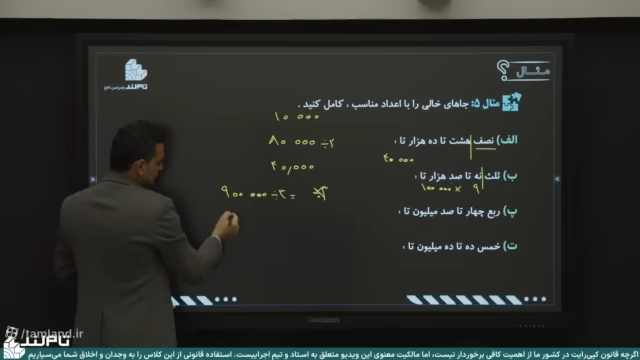 مثال ؟
مثال ۵: جاهای خالی را با اعداد مناسب ، کامل کنید .
۱۰ ۰۰۰
الف) نصف هشت تا ده هزار تا ،
۸۰ ۰۰۰ ÷ ۲
۴۰ ۰۰۰
۴۰,۰۰۰
ب) ثلث نه تا صد هزار تا ،
۱۰۰ ۰۰۰ × ۹
۹۰۰ ۰۰۰ ÷ ۳ =
پ) ربع چهار تا صد میلیون تا ،
ت) خمس ده تا ده میلیون تا ،
تاملند
/tamland.ir
تاملند
اگرچه قانون کپی‌رایت در کشور ما از اهمیت کافی برخوردار نیست، اما مالکیت معنوی این ویدیو متعلق به استاد و تیم اجراییست. استفاده قانونی از این کلاس را به وجدان و اخلاق شما می‌سپاریم